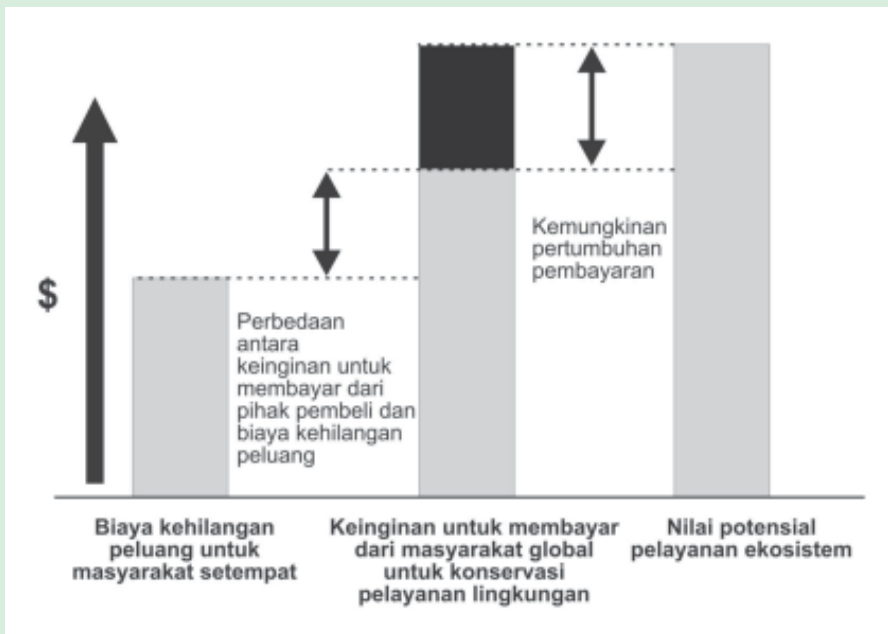 $
Perbedaan
antara
keinginan untuk
membayar dari
pihak pembeli dan
biaya kehilangan
peluang
Kemungkinan
pertumbuhan
pembayaran
Biaya kehilangan
peluang untuk
masyarakat setempat
Keinginan untuk membayar
dari masyarakat global
untuk konservasi
pelayanan lingkungan
Nilai potensial
pelayanan ekosistem